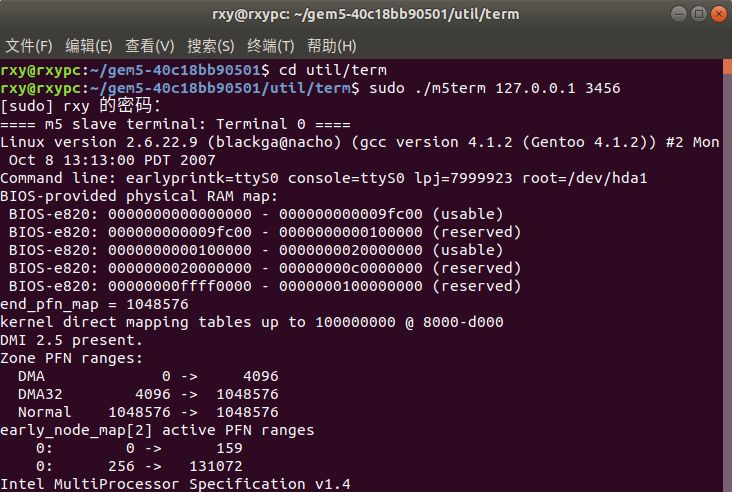 rxy@rxypc: ~/gem5-40c18bb90501/util/term
文件(F) 编辑(E) 查看(V) 搜索(S) 终端(T) 帮助(H)
rxy@rxypc:~/gem5-40c18bb90501$ cd util/term
rxy@rxypc:~/gem5-40c18bb90501/util/term$ sudo ./m5term 127.0.0.1 3456
[sudo] rxy 的密码：
==== m5 slave terminal: Terminal 0 ====
Linux version 2.6.22.9 (blackga@nacho) (gcc version 4.1.2 (Gentoo 4.1.2)) #2 Mon
 Oct 8 13:13:00 PDT 2007
Command line: earlyprintk=ttyS0 console=ttyS0 lpj=7999923 root=/dev/hda1
BIOS-provided physical RAM map:
 BIOS-e820: 0000000000000000 - 000000000009fc00 (usable)
 BIOS-e820: 000000000009fc00 - 0000000000100000 (reserved)
 BIOS-e820: 0000000000100000 - 0000000020000000 (usable)
 BIOS-e820: 0000000020000000 - 00000000c0000000 (reserved)
 BIOS-e820: 00000000ffff0000 - 0000000100000000 (reserved)
end_pfn_map = 1048576
kernel direct mapping tables up to 100000000 @ 8000-d000
DMI 2.5 present.
Zone PFN ranges:
  DMA             0 ->     4096
  DMA32        4096 ->  1048576
  Normal    1048576 ->  1048576
early_node_map[2] active PFN ranges
    0:        0 ->      159
    0:      256 ->   131072
Intel MultiProcessor Specification v1.4